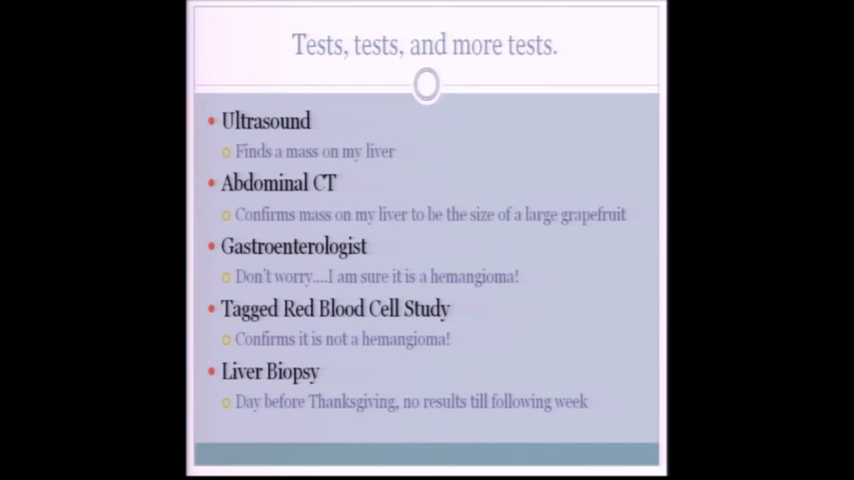 Tests, tests, and more tests.
Ultrasound
Finds a mass on my liver
Abdominal CT
Confirms mass on my liver to be the size of a large grapefruit
Gastroenterologist
Don't worry....I am sure it is a hemangioma!
Tagged Red Blood Cell Study
Confirms it is not a hemangioma!
Liver Biopsy
Day before Thanksgiving, no results till following week